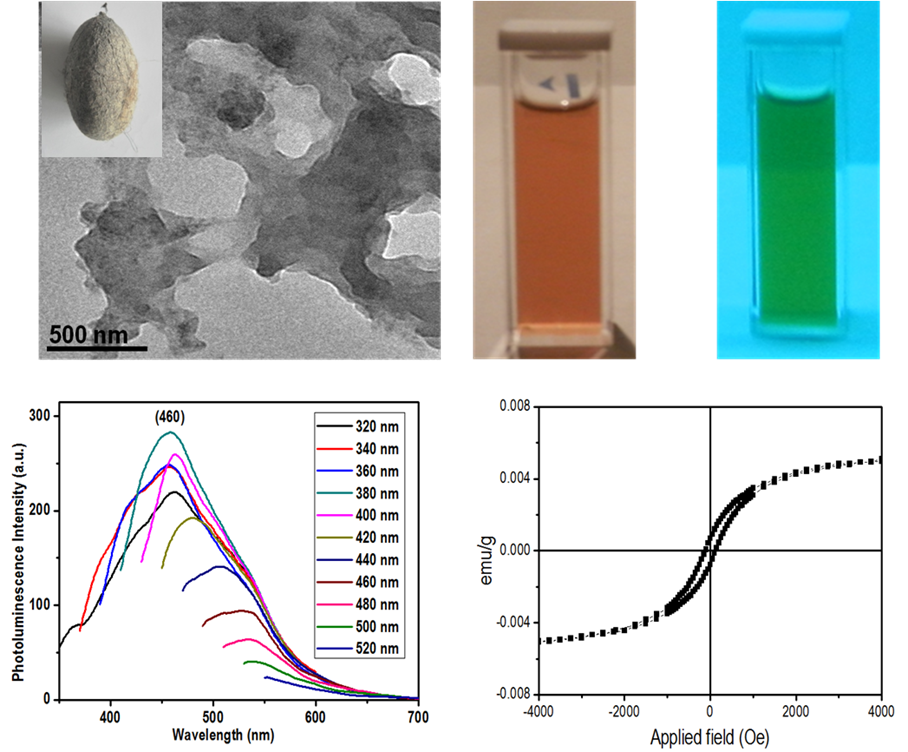 500 nm
(460)
300
200
100
0
400
500
600
700
Photoluminescence Intensity (a.u.)
Wavelength (nm)
320 nm
340 nm
360 nm
380 nm
400 nm
420 nm
440 nm
460 nm
480 nm
500 nm
520 nm
0.008
0.004
0.000
-0.004
-0.008
-4000
-2000
0
2000
4000
emu/g
Applied field (Oe)